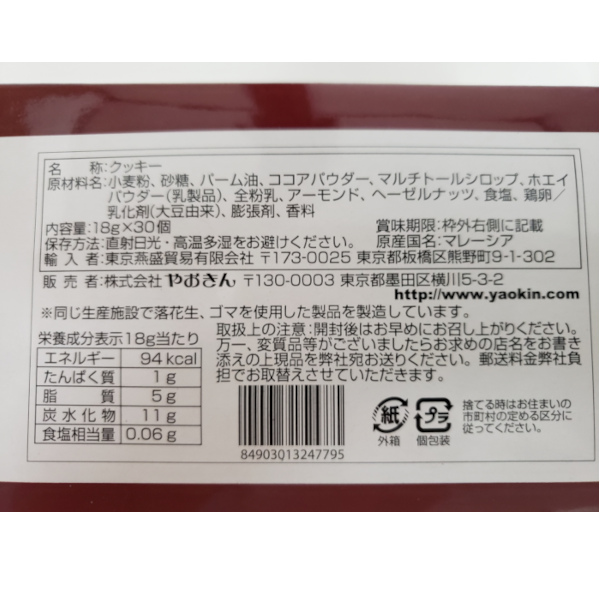 名　　称:クッキー
原材料名:小麦粉、砂糖、パーム油、ココアパウダー、マルチトールシロップ、ホエイ
パウダー(乳製品)、全粉乳、アーモンド、ヘーゼルナッツ、食塩、鶏卵/
乳化剤(大豆由来)、膨張剤、香料
内容量:18g×30個　賞味期限:枠外右側に記載
保存方法:直射日光・高温多湿をお避けください。　原産国名:マレーシア
輸 入 者:東京燕盛貿易有限会社 〒173-0025 東京都板橋区熊野町9-1-302
販 売 者:株式会社 やおきん 〒130-0003 東京都墨田区横川5-3-2
http://www.yaokin.com
※同じ生産施設で落花生、ゴマを使用した製品を製造しています。
栄養成分表示18g当たり
エネルギー 94kcal
たんぱく質 1g
脂　　質 5g
炭水化物 11g
食塩相当量 0.06g
取扱上の注意:開封後はお早めにお召し上がりください。
万一、変質品等がございましたらお求めの店名をお書き
添えの上現品を弊社宛お送りください。郵送料金弊社負
担でお取替えさせていただきます。
84903013247795
紙
外箱
プラ
個包装
捨てる時はお住まいの
市町村の定める区分に
従ってください。